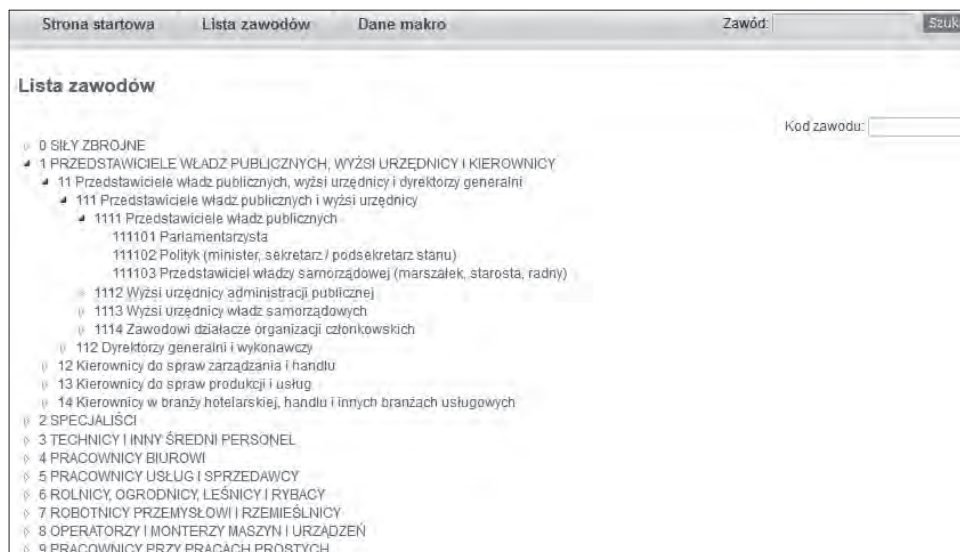 Strona startowa Lista zawodów Dane makro Zawód: Szuk
Lista zawodów
Kod zawodu:
0 SIŁY ZBROJNE
1 PRZEDSTAWICIELE WŁADZ PUBLICZNYCH, WYŻSI URZĘDNICY I KIEROWNICY
11 Przedstawiciele władz publicznych, wyżsi urzędnicy i dyrektorzy generalni
111 Przedstawiciele władz publicznych i wyżsi urzędnicy
1111 Przedstawiciele władz publicznych
111101 Parlamentarzysta
111102 Polityk (minister, sekretarz / podsekretarz stanu)
111103 Przedstawiciel władzy samorządowej (marszałek, starosta, radny)
1112 Wyżsi urzędnicy administracji publicznej
1113 Wyżsi urzędnicy władz samorządowych
1114 Zawodowi działacze organizacji członkowskich
112 Dyrektorzy generalni i wykonawczy
12 Kierownicy do spraw zarządzania i handlu
13 Kierownicy do spraw produkcji i usług
14 Kierownicy w branży hotelarskiej, handlu i innych branżach usługowych
2 SPECJALIŚCI
3 TECHNICY I INNY ŚREDNI PERSONEL
4 PRACOWNICY BIUROWI
5 PRACOWNICY USŁUG I SPRZEDAWCY
6 ROLNICY, OGRODNICY, LEŚNICY I RYBACY
7 ROBOTNICY PRZEMYSŁOWI I RZEMIEŚLNICY
8 OPERATORZY I MONTERZY MASZYN I URZĄDZEŃ
9 PRACOWNICY PRZY PRACACH PROSTYCH